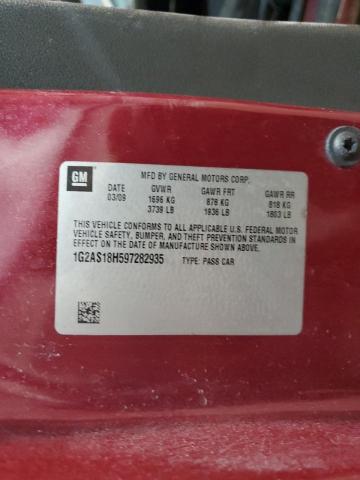 GM
MFD BY GENERAL MOTORS CORP.
DATE GVWR GAWR FRT GAWR RR
03/09 1696 KG 878 KG 818 KG
3739 LB 1936 LB 1803 LB
THIS VEHICLE CONFORMS TO ALL APPLICABLE U.S. FEDERAL MOTOR
VEHICLE SAFETY, BUMPER, AND THEFT PREVENTION STANDARDS IN
EFFECT ON THE DATE OF MANUFACTURE SHOWN ABOVE.
1G2AS18H597282935 TYPE: PASS CAR